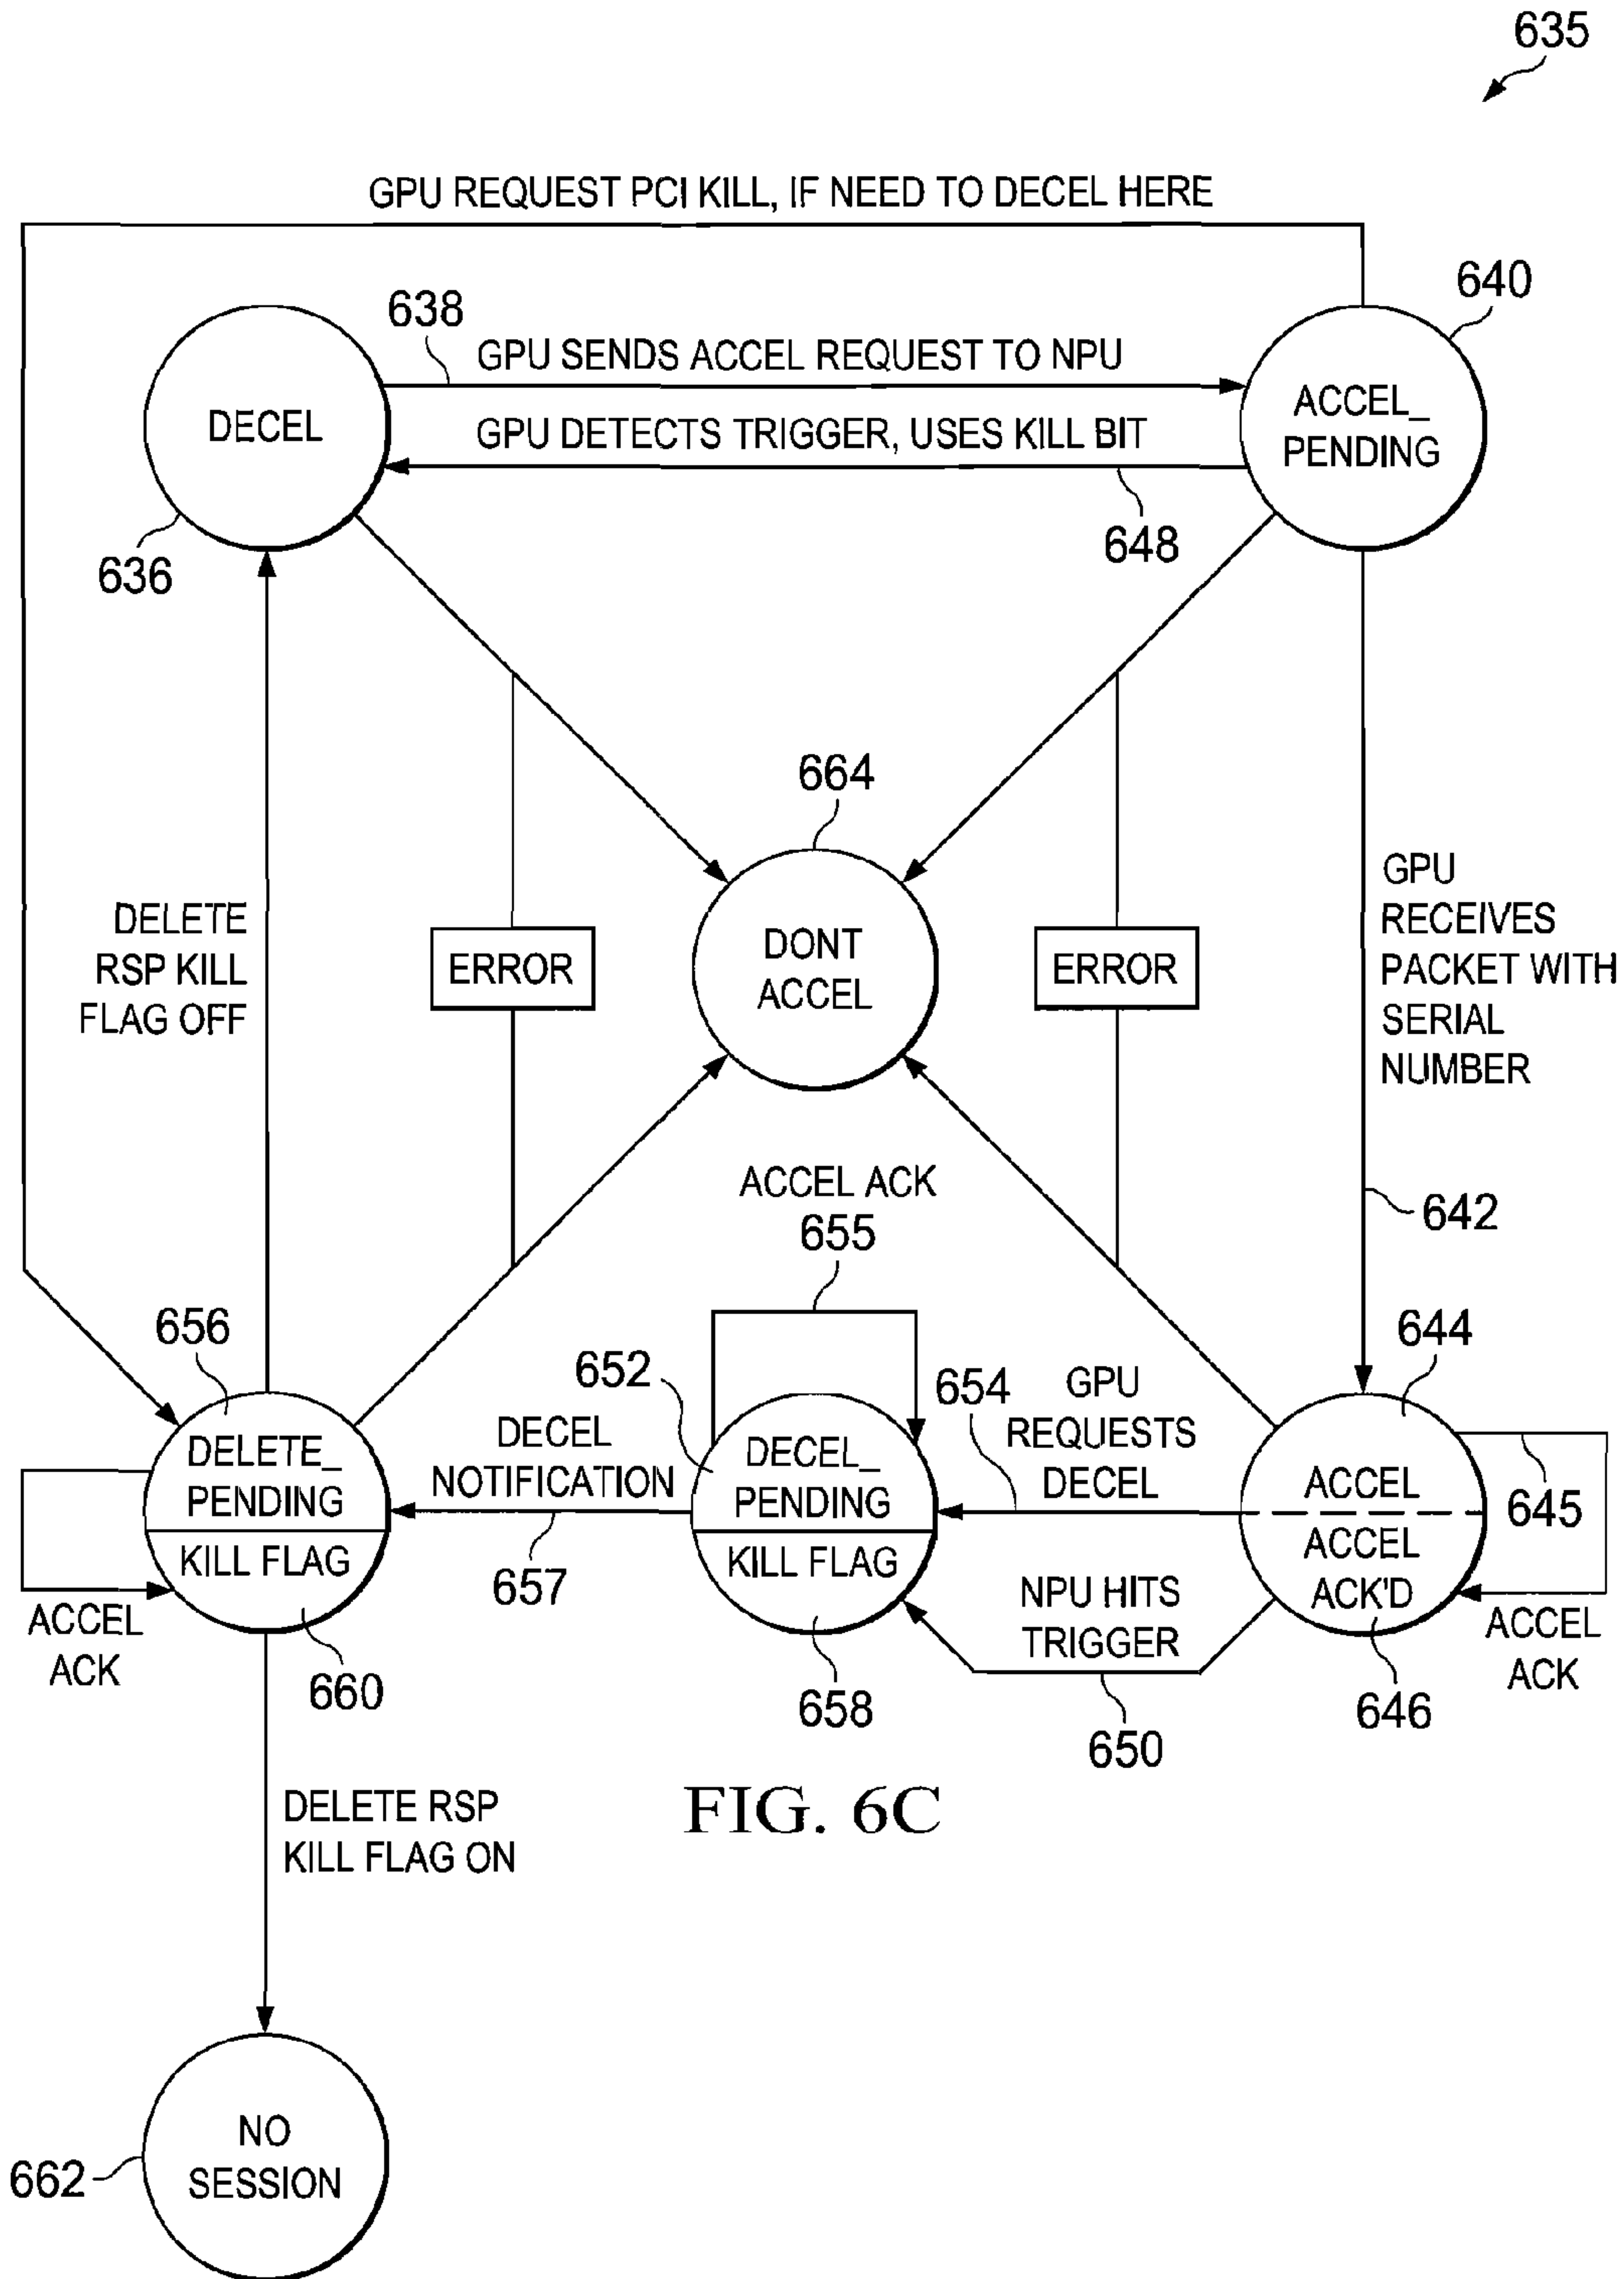 635
GPU REQUEST PCI KILL, IF NEED TO DECEL HERE
640
638
GPU SENDS ACCEL REQUEST TO NPU
DECEL
ACCEL_
PENDING
GPU DETECTS TRIGGER, USES KILL BIT
648
636
664
DELETE
RSP KILL
FLAG OFF
ERROR
DONT
ACCEL
ERROR
GPU
RECEIVES
PACKET WITH
SERIAL
NUMBER
642
ACCEL ACK
655
656
652
654
644
DELETE_
PENDING
KILL FLAG
DECEL
NOTIFICATION
657
DECEL_
PENDING
KILL FLAG
GPU
REQUESTS
DECEL
ACCEL
ACCEL
ACK'D
645
ACCEL
ACK
660
658
NPU HITS
TRIGGER
650
646
ACCEL
ACK
DELETE RSP
KILL FLAG ON
FIG. 6C
NO
SESSION
662